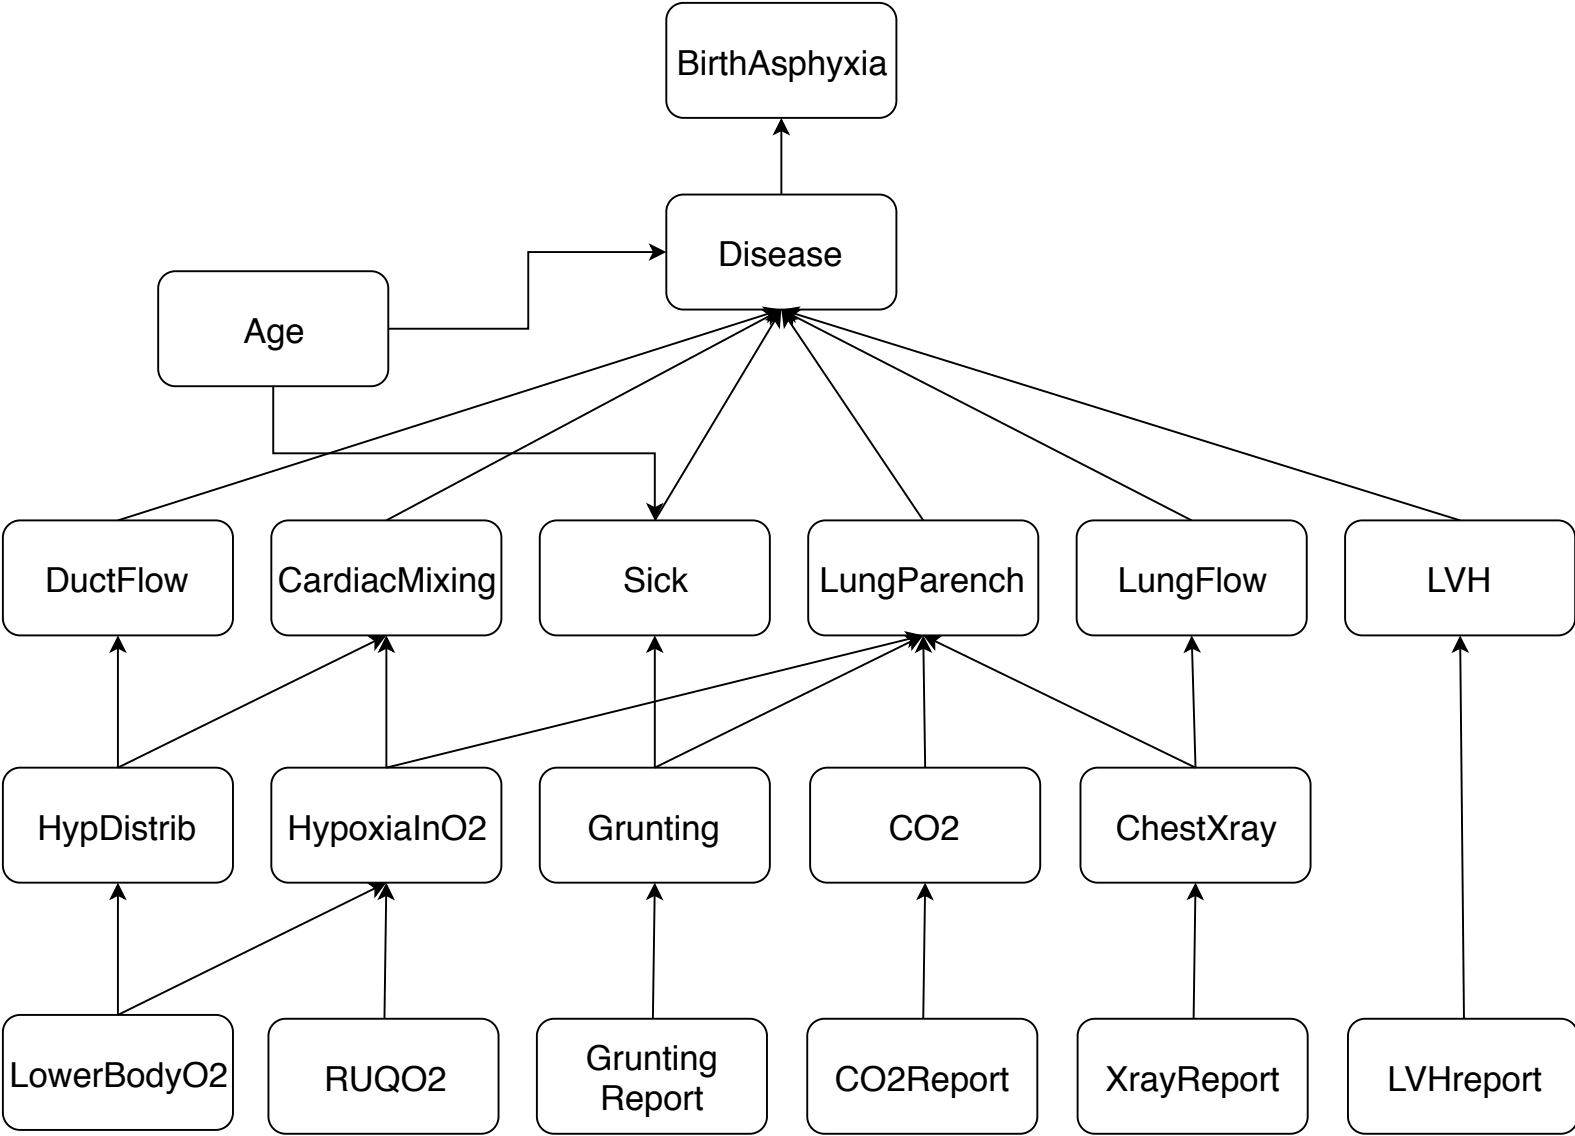 BirthAsphyxia
Disease
Age
DuctFlow
CardiacMixing
Sick
LungParench
LungFlow
LVH
HypDistrib
HypoxiaInO2
Grunting
CO2
ChestXray
LowerBodyO2
RUQO2
Grunting
Report
CO2Report
XrayReport
LVHreport